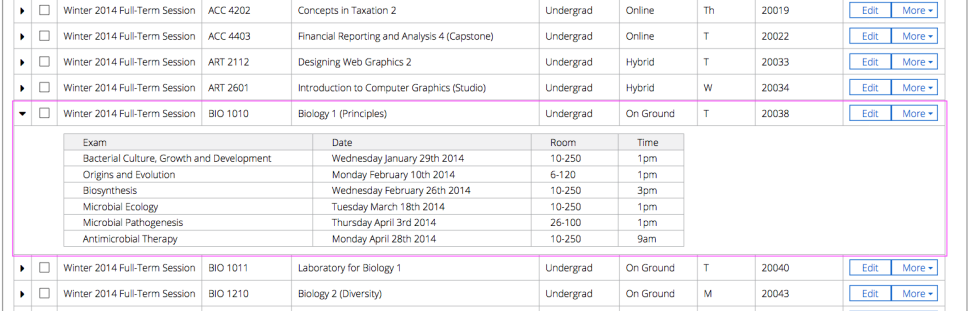 Winter 2014 Full-Term Session ACC 4202 Concepts in Taxation 2 Undergrad Online Th 20019 Edit More
Winter 2014 Full-Term Session ACC 4403 Financial Reporting and Analysis 4 (Capstone) Undergrad Online T 20022 Edit More
Winter 2014 Full-Term Session ART 2112 Designing Web Graphics 2 Undergrad Hybrid T 20033 Edit More
Winter 2014 Full-Term Session ART 2601 Introduction to Computer Graphics (Studio) Undergrad Hybrid W 20034 Edit More
Winter 2014 Full-Term Session BIO 1010 Biology 1 (Principles) Undergrad On Ground T 20038 Edit More
Exam Date Room Time
Bacterial Culture, Growth and Development Wednesday January 29th 2014 10-250 1pm
Origins and Evolution Monday February 10th 2014 6-120 1pm
Biosynthesis Wednesday February 26th 2014 10-250 3pm
Microbial Ecology Tuesday March 18th 2014 10-250 1pm
Microbial Pathogenesis Thursday April 3rd 2014 26-100 1pm
Antimicrobial Therapy Monday April 28th 2014 10-250 9am
Winter 2014 Full-Term Session BIO 1011 Laboratory for Biology 1 Undergrad On Ground T 20040 Edit More
Winter 2014 Full-Term Session BIO 1210 Biology 2 (Diversity) Undergrad On Ground M 20043 Edit More